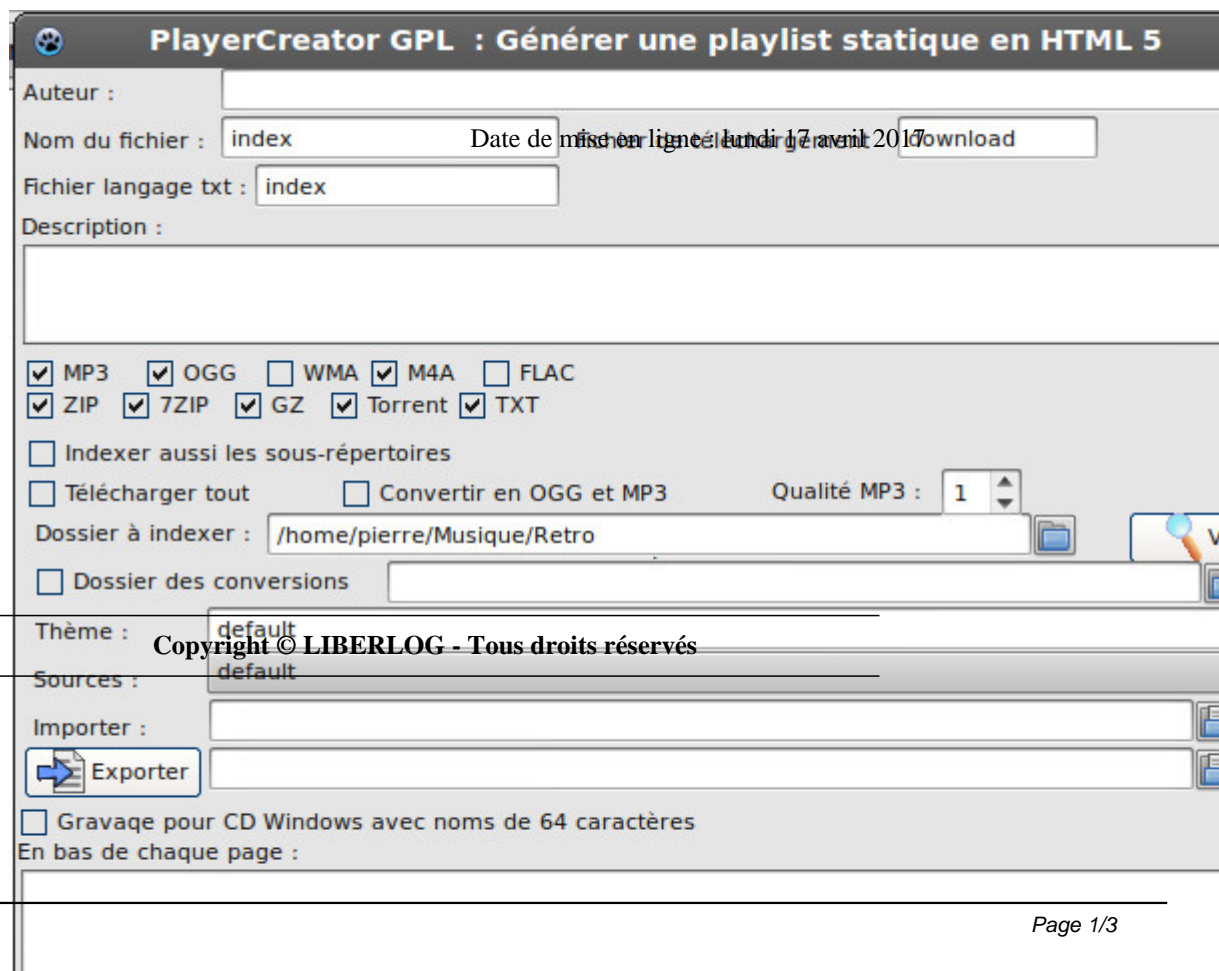 PlayerCreator GPL : Générer une playlist statique en HTML 5
Auteur :
Nom du fichier : index Fichier de téléchargement download
Date de mise en ligne : lundi 17 avril 2017
Fichier langage txt : index
Description :
MP3 OGG WMA M4A FLAC
ZIP 7ZIP GZ Torrent TXT
Indexer aussi les sous-répertoires
Télécharger tout Convertir en OGG et MP3 Qualité MP3 : 1
Dossier à indexer : /home/pierre/Musique/Retro V
Dossier des conversions
Thème : default
Copyright © LIBERLOG - Tous droits réservés
Sources : default
Importer :
Exporter
Gravage pour CD Windows avec noms de 64 caractères
En bas de chaque page :
Page 1/3